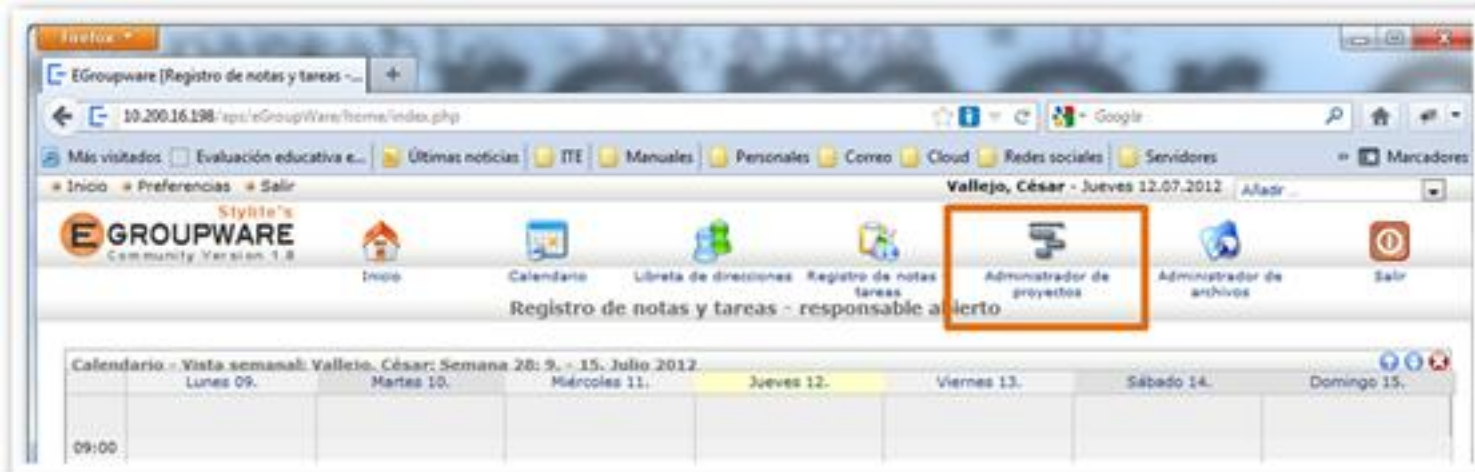 Firefox
EGroupware [Registro de notas y tareas -...
10.200.16.198/aps/eGroupWare/home/index.php
Google
Más visitados Evaluación educativa e... Últimas noticias ITE Manuales Personales Correo Cloud Redes sociales Servidores Marcadores
Inicio Preferencias Salir Vallejo, César - Jueves 12.07.2012 Añadir ...
Stylite's
EGROUPWARE
Community Version 1.8
Inicio Calendario Libreta de direcciones Registro de notas tareas Administrador de proyectos Administrador de archivos Salir
Registro de notas y tareas - responsable abierto
Calendario - Vista semanal: Vallejo, César: Semana 28: 9. - 15. Julio 2012
Lunes 09. Martes 10. Miércoles 11. Jueves 12. Viernes 13. Sábado 14. Domingo 15.
09:00